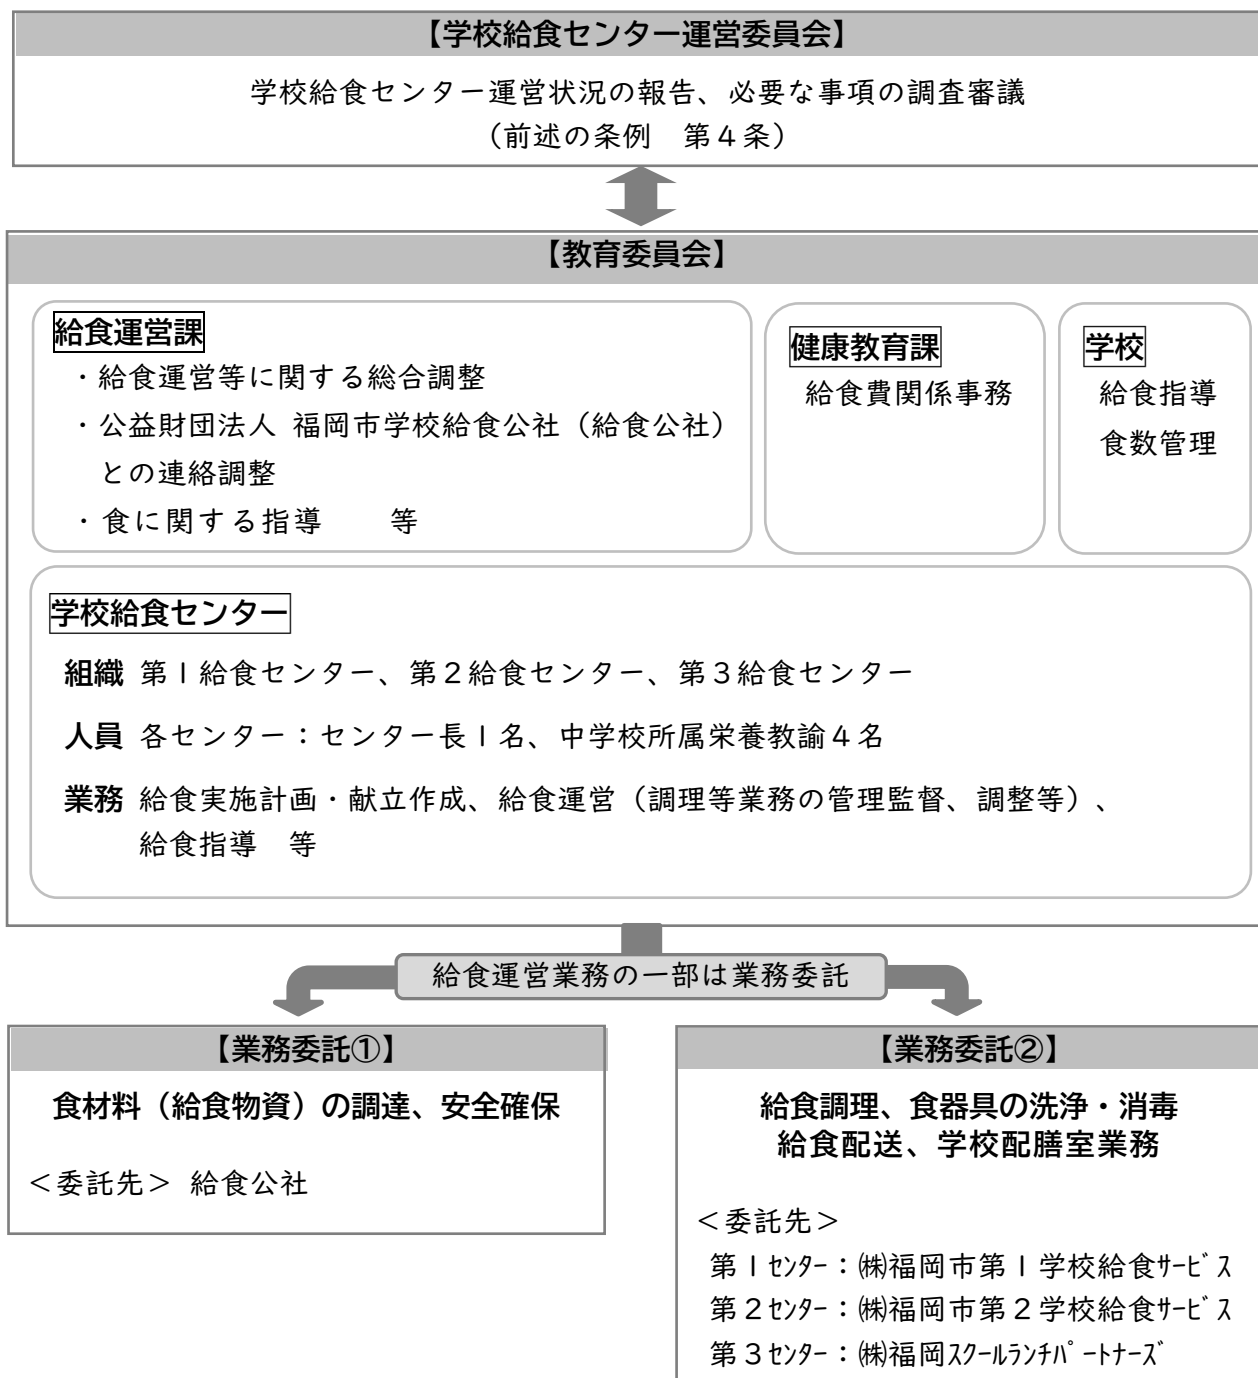 【学校給食センター運営委員会】
学校給食センター運営状況の報告、必要な事項の調査審議
（前述の条例　第４条）
【教育委員会】
給食運営課
・給食運営等に関する総合調整
・公益財団法人 福岡市学校給食公社（給食公社）
との連絡調整
・食に関する指導　　等
健康教育課
給食費関係事務
学校
給食指導
食数管理
学校給食センター
組織 第１給食センター、第２給食センター、第３給食センター
人員 各センター：センター長１名、中学校所属栄養教諭４名
業務 給食実施計画・献立作成、給食運営（調理等業務の管理監督、調整等）、
給食指導　等
給食運営業務の一部は業務委託
【業務委託①】
食材料（給食物資）の調達、安全確保
＜委託先＞ 給食公社
【業務委託②】
給食調理、食器具の洗浄・消毒
給食配送、学校配膳室業務
＜委託先＞
第１ｾﾝﾀｰ：㈱福岡市第１学校給食ｻｰﾋﾞｽ
第２ｾﾝﾀｰ：㈱福岡市第２学校給食ｻｰﾋﾞｽ
第３ｾﾝﾀｰ：㈱福岡ｽｸｰﾙﾗﾝﾁﾊﾟｰﾄﾅｰｽﾞ